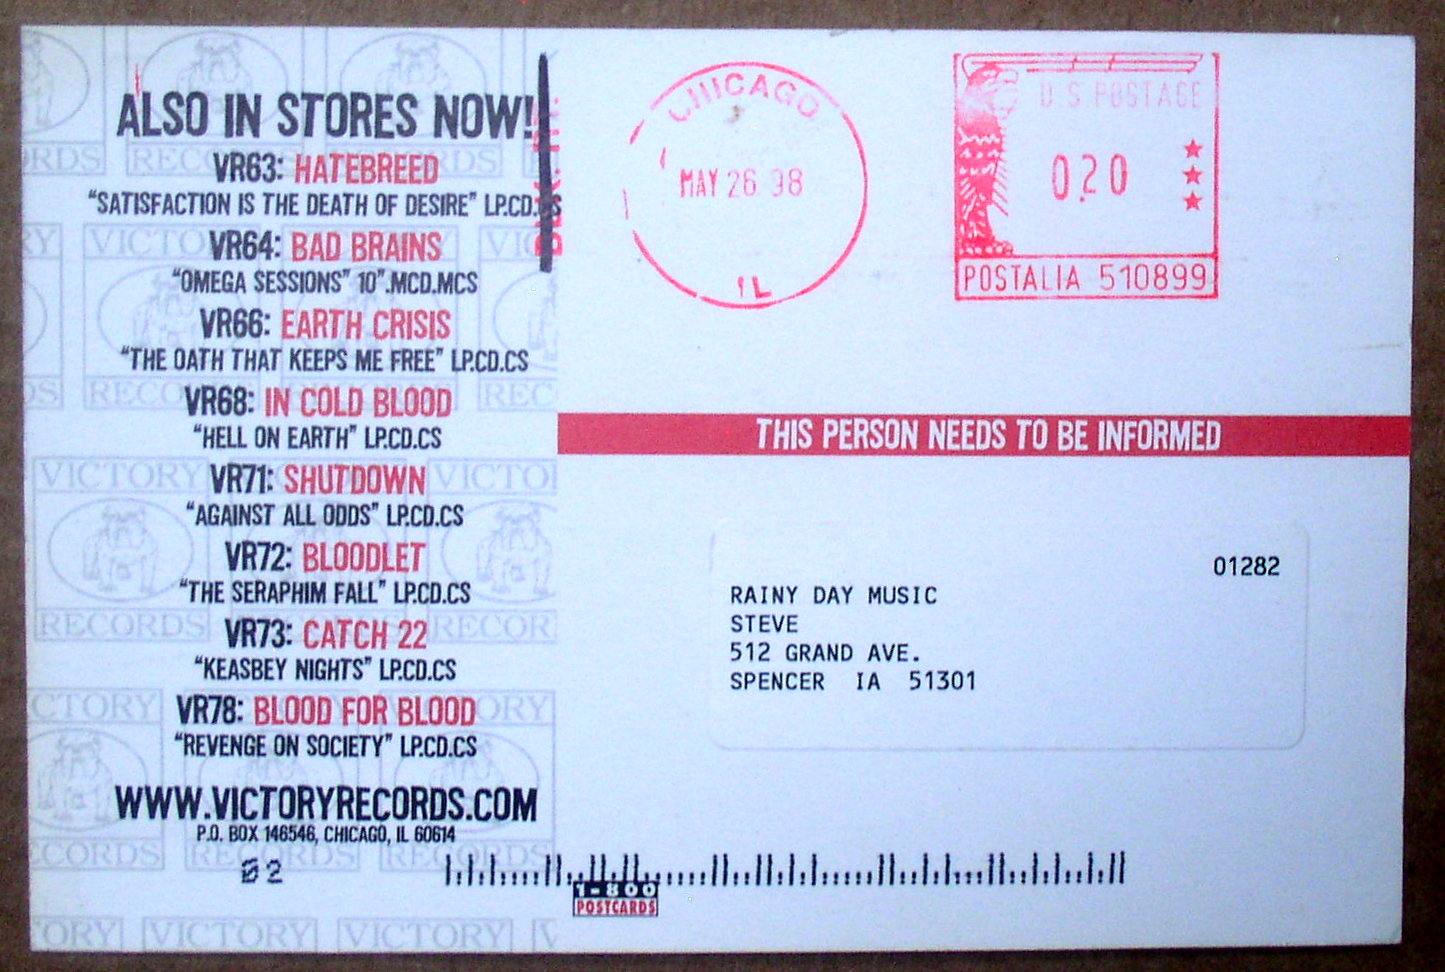 ALSO IN STORES NOW!
VR63: HATEBREED
“SATISFACTION IS THE DEATH OF DESIRE” LP.CD.CS
VR64: BAD BRAINS
“OMEGA SESSIONS” 10”.MCD.MCS
VR66: EARTH CRISIS
“THE OATH THAT KEEPS ME FREE” LP.CD.CS
VR68: IN COLD BLOOD
“HELL ON EARTH” LP.CD.CS
VR71: SHUTDOWN
“AGAINST ALL ODDS” LP.CD.CS
VR72: BLOODLET
“THE SERAPHIM FALL” LP.CD.CS
VR73: CATCH 22
“KEASBEY NIGHTS” LP.CD.CS
VR78: BLOOD FOR BLOOD
“REVENGE ON SOCIETY” LP.CD.CS
WWW.VICTORYRECORDS.COM
P.O. BOX 146546, CHICAGO, IL 60614
02
1-800
POSTCARDS
CHICAGO
MAY 26 98
IL
U.S. POSTAGE
0.20
POSTALIA 510899
THIS PERSON NEEDS TO BE INFORMED
01282
RAINY DAY MUSIC
STEVE
512 GRAND AVE.
SPENCER IA 51301
VICTORY
RECORDS